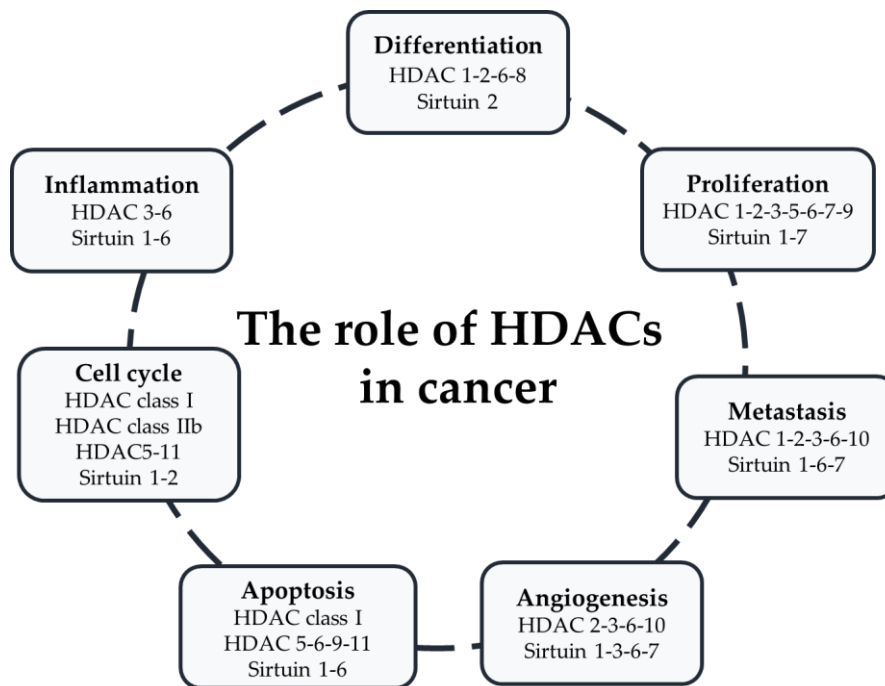 Differentiation
HDAC 1-2-6-8
Sirtuin 2
Proliferation
HDAC 1-2-3-5-6-7-9
Sirtuin 1-7
Metastasis
HDAC 1-2-3-6-10
Sirtuin 1-6-7
Angiogenesis
HDAC 2-3-6-10
Sirtuin 1-3-6-7
Apoptosis
HDAC class I
HDAC 5-6-9-11
Sirtuin 1-6
Cell cycle
HDAC class I
HDAC class IIb
HDAC5-11
Sirtuin 1-2
Inflammation
HDAC 3-6
Sirtuin 1-6
The role of HDACs
in cancer